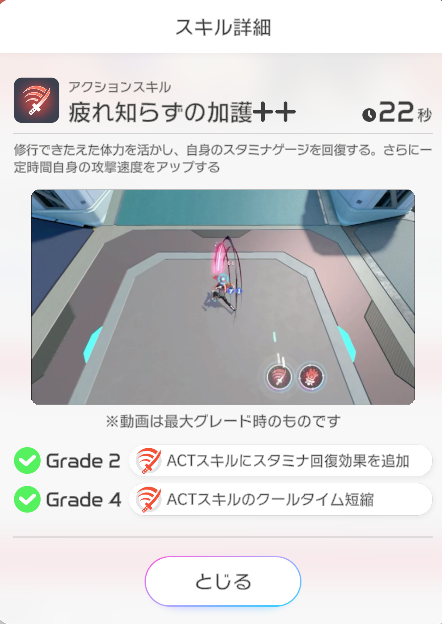 スキル詳細
アクションスキル
疲れ知らずの加護++
22秒
修行できたえた体力を活かし、自身のスタミナゲージを回復する。さらに一
定時間自身の攻撃速度をアップする
※動画は最大グレード時のものです
Grade 2 ACTスキルにスタミナ回復効果を追加
Grade 4 ACTスキルのクールタイム短縮
とじる